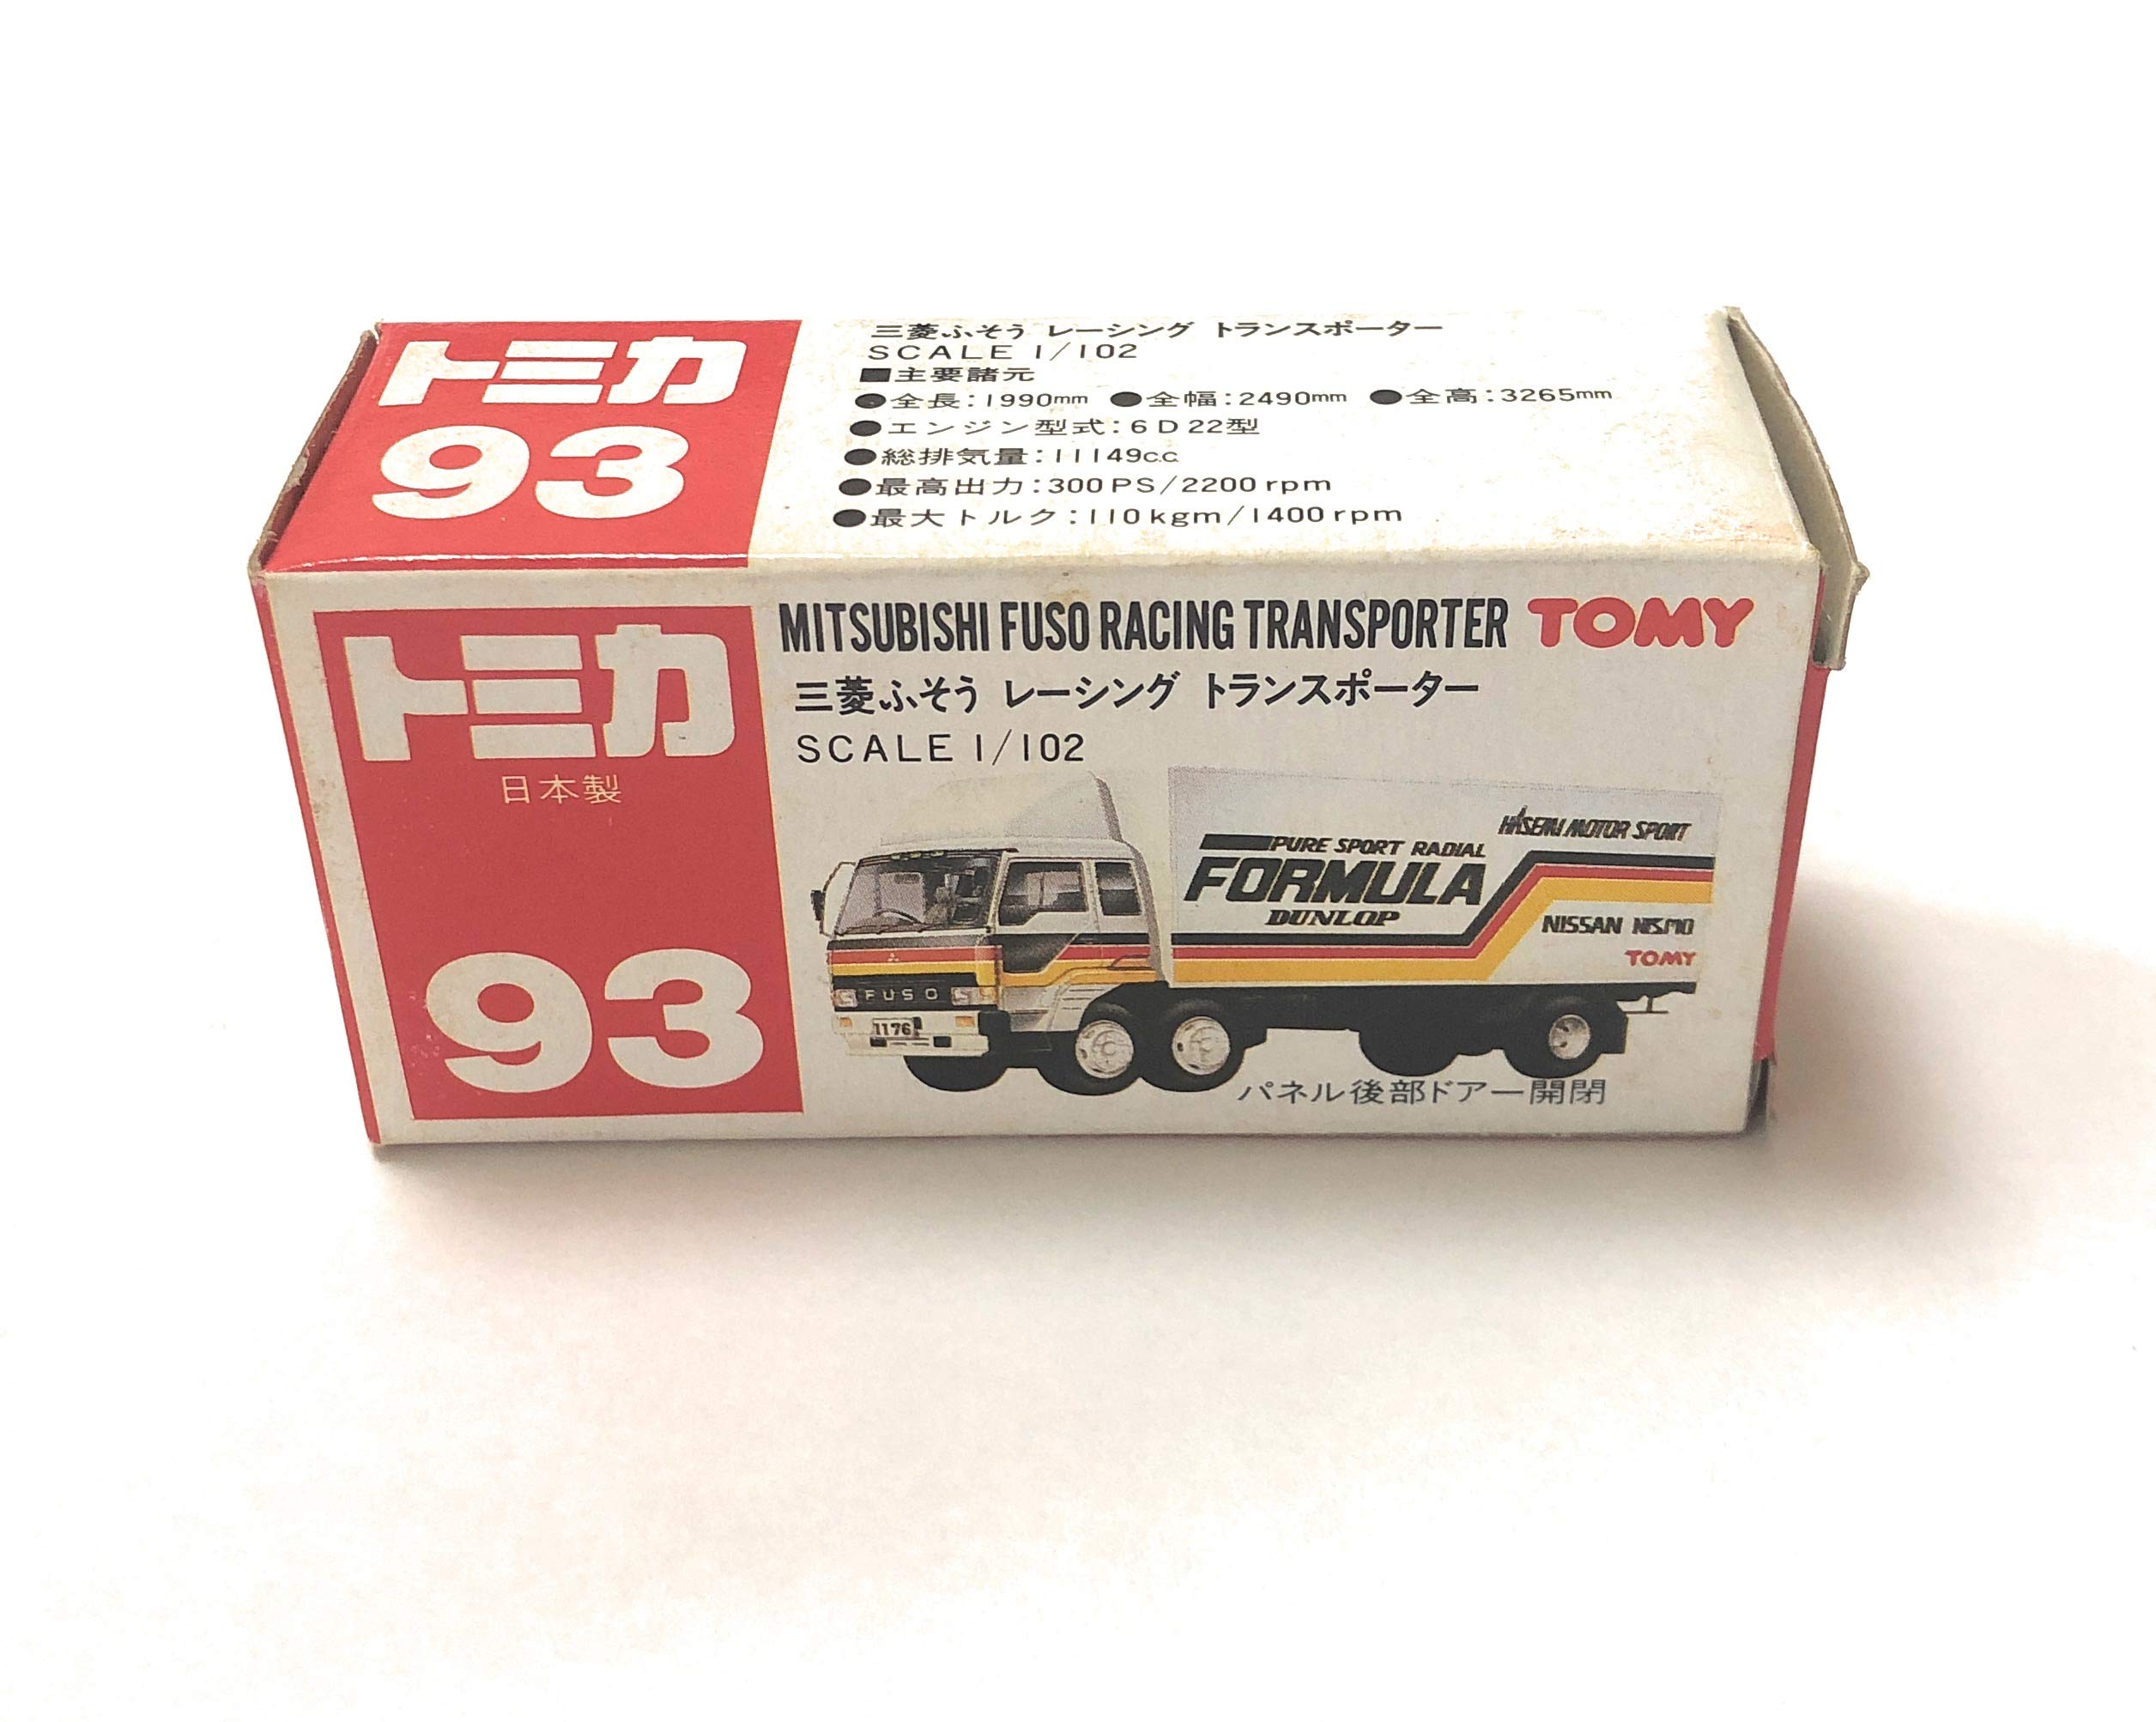 トミカ
93
三菱ふそう レーシング トランスポーター
SCALE 1/102
■主要諸元
●全長:1990mm ●全幅:2490mm ●全高:3265mm
●エンジン型式:6D22型
●総排気量:11149c.c.
●最高出力:300PS/2200rpm
●最大トルク:110kgm/1400rpm
トミカ
日本製
93
MITSUBISHI FUSO RACING TRANSPORTER TOMY
三菱ふそう レーシング トランスポーター
SCALE 1/102
HASEMI MOTOR SPORT
PURE SPORT RADIAL
FORMULA
DUNLOP
NISSAN NISMO
TOMY
FUSO
1176
パネル後部ドアー開閉